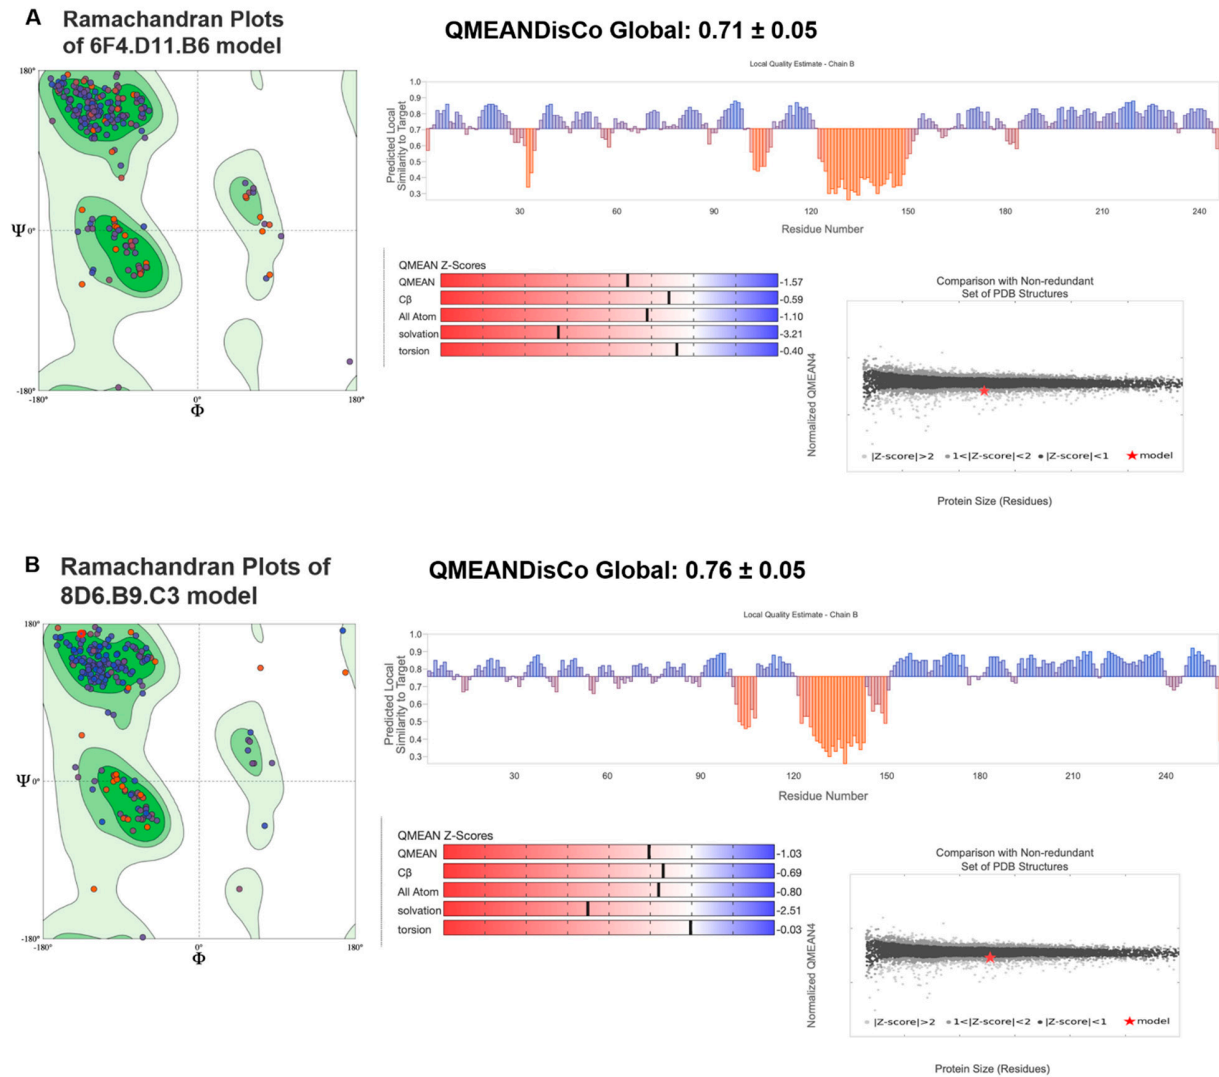 A
Ramachandran Plots
of 6F4.D11.B6 model
180°
Ψ 0°
-180°
-180°
0°
180°
Φ
QMEANDisCo Global: 0.71 ± 0.05
Local Quality Estimate - Chain B
Predicted Local
Similarity to Target
1.0
0.9
0.8
0.7
0.6
0.5
0.4
0.3
30
60
90
120
150
180
210
240
Residue Number
QMEAN Z-Scores
QMEAN -1.57
Cβ -0.59
All Atom -1.10
solvation -3.21
torsion -0.40
Comparison with Non-redundant
Set of PDB Structures
Normalized QMEAN4
|Z-score|>2 1<|Z-score|<2 |Z-score|<1 model
Protein Size (Residues)
B
Ramachandran Plots of
8D6.B9.C3 model
180°
Ψ 0°
-180°
-180°
0°
180°
Φ
QMEANDisCo Global: 0.76 ± 0.05
Local Quality Estimate - Chain B
Predicted Local
Similarity to Target
1.0
0.9
0.8
0.7
0.6
0.5
0.4
0.3
30
60
90
120
150
180
210
240
Residue Number
QMEAN Z-Scores
QMEAN -1.03
Cβ -0.69
All Atom -0.80
solvation -2.51
torsion -0.03
Comparison with Non-redundant
Set of PDB Structures
Normalized QMEAN4
|Z-score|>2 1<|Z-score|<2 |Z-score|<1 model
Protein Size (Residues)